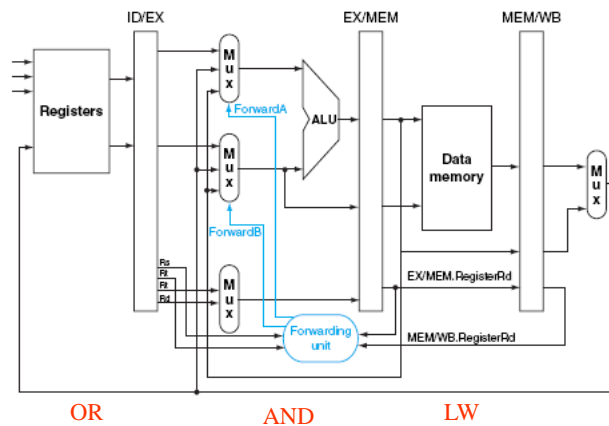 ID/EX
EX/MEM
MEM/WB
Registers
M
u
x
ForwardA
ALU
M
u
x
ForwardB
Data
memory
M
u
x
Rs
Rt
Rt
Rd
M
u
x
EX/MEM.RegisterRd
Forwarding
unit
MEM/WB.RegisterRd
OR
AND
LW